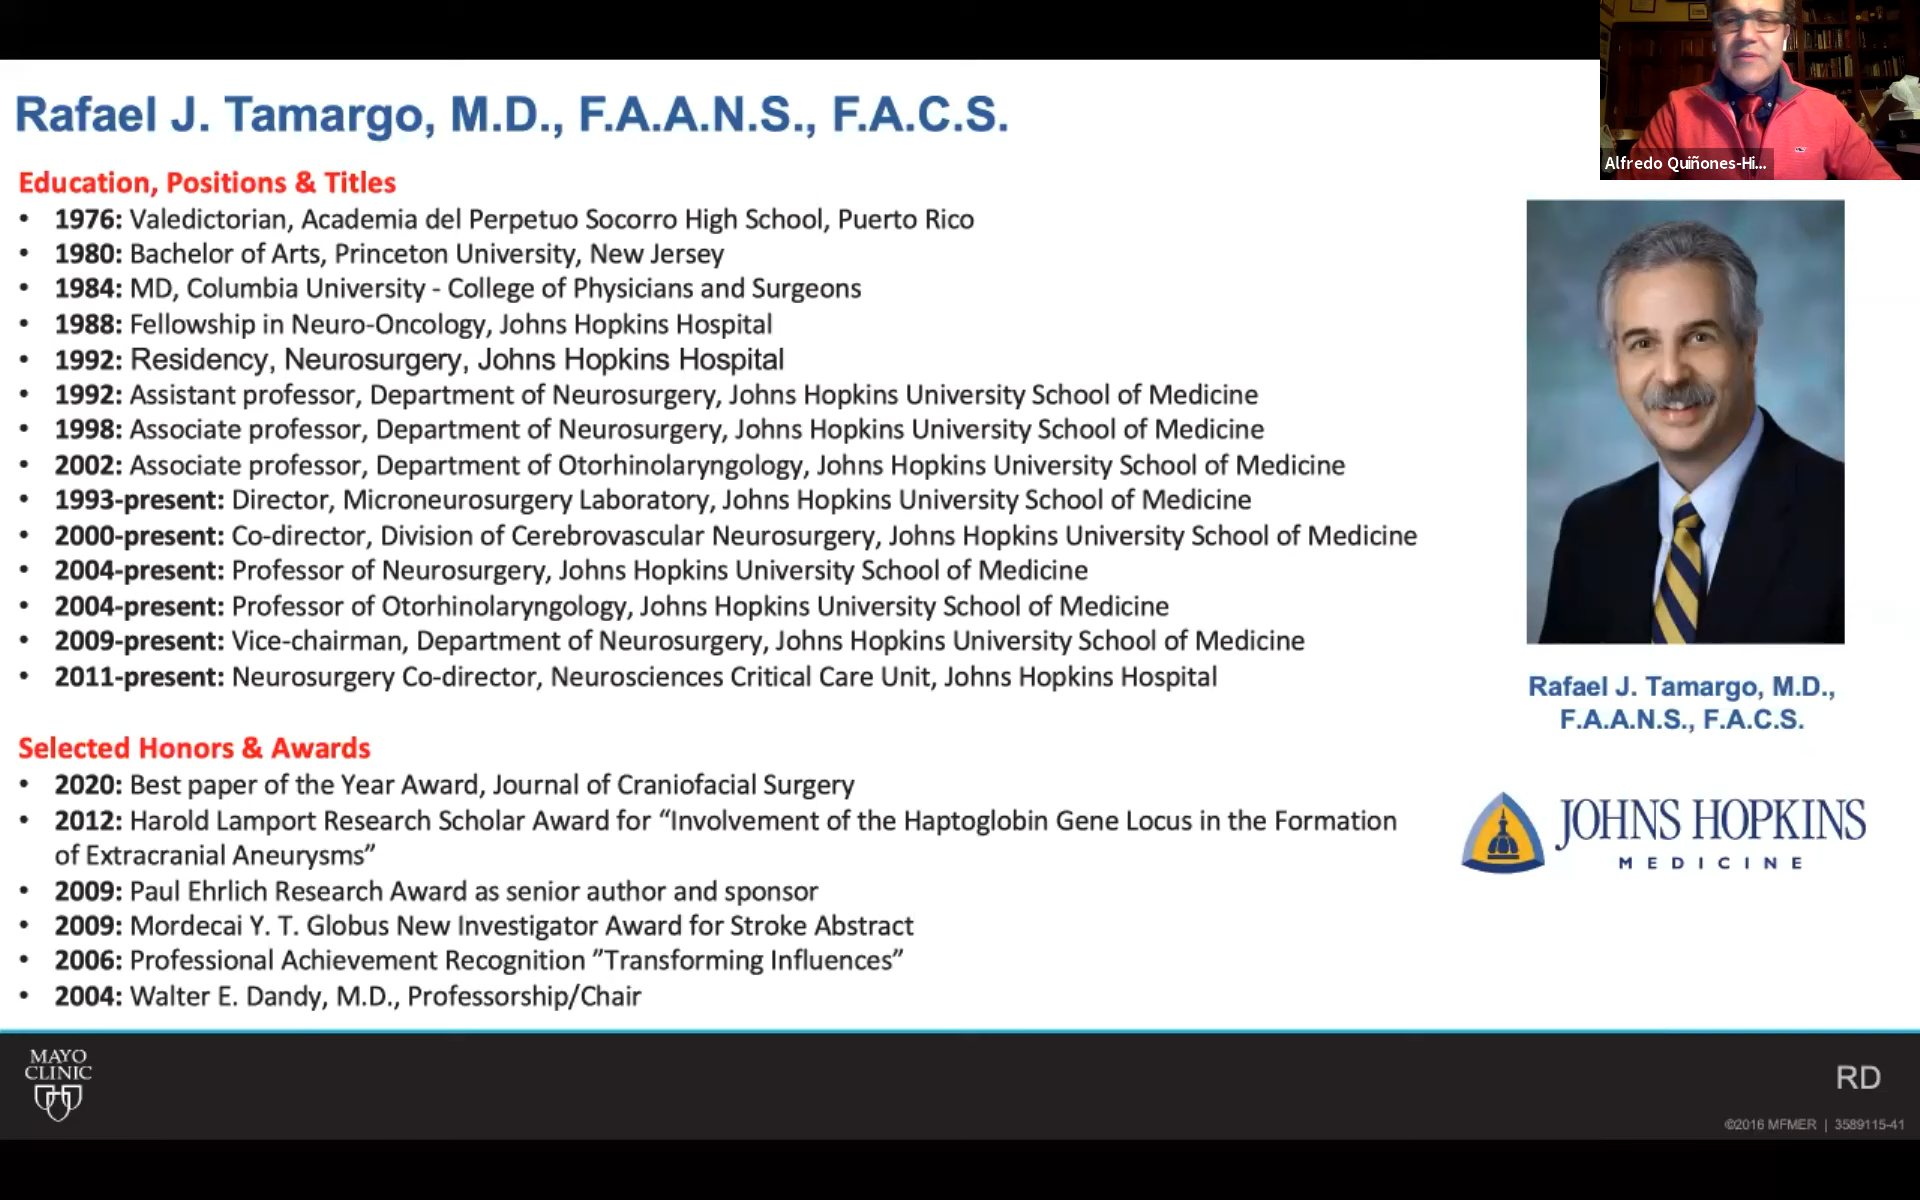 Alfredo Quiñones-Hi...
Rafael J. Tamargo, M.D., F.A.A.N.S., F.A.C.S.
Education, Positions & Titles
• 1976: Valedictorian, Academia del Perpetuo Socorro High School, Puerto Rico
• 1980: Bachelor of Arts, Princeton University, New Jersey
• 1984: MD, Columbia University - College of Physicians and Surgeons
• 1988: Fellowship in Neuro-Oncology, Johns Hopkins Hospital
• 1992: Residency, Neurosurgery, Johns Hopkins Hospital
• 1992: Assistant professor, Department of Neurosurgery, Johns Hopkins University School of Medicine
• 1998: Associate professor, Department of Neurosurgery, Johns Hopkins University School of Medicine
• 2002: Associate professor, Department of Otorhinolaryngology, Johns Hopkins University School of Medicine
• 1993-present: Director, Microneurosurgery Laboratory, Johns Hopkins University School of Medicine
• 2000-present: Co-director, Division of Cerebrovascular Neurosurgery, Johns Hopkins University School of Medicine
• 2004-present: Professor of Neurosurgery, Johns Hopkins University School of Medicine
• 2004-present: Professor of Otorhinolaryngology, Johns Hopkins University School of Medicine
• 2009-present: Vice-chairman, Department of Neurosurgery, Johns Hopkins University School of Medicine
• 2011-present: Neurosurgery Co-director, Neurosciences Critical Care Unit, Johns Hopkins Hospital
Selected Honors & Awards
• 2020: Best paper of the Year Award, Journal of Craniofacial Surgery
• 2012: Harold Lamport Research Scholar Award for “Involvement of the Haptoglobin Gene Locus in the Formation
of Extracranial Aneurysms”
• 2009: Paul Ehrlich Research Award as senior author and sponsor
• 2009: Mordecai Y. T. Globus New Investigator Award for Stroke Abstract
• 2006: Professional Achievement Recognition ”Transforming Influences”
• 2004: Walter E. Dandy, M.D., Professorship/Chair
Rafael J. Tamargo, M.D.,
F.A.A.N.S., F.A.C.S.
JOHNS HOPKINS
MEDICINE
MAYO
CLINIC
RD
©2016 MFMER | 3589115-41